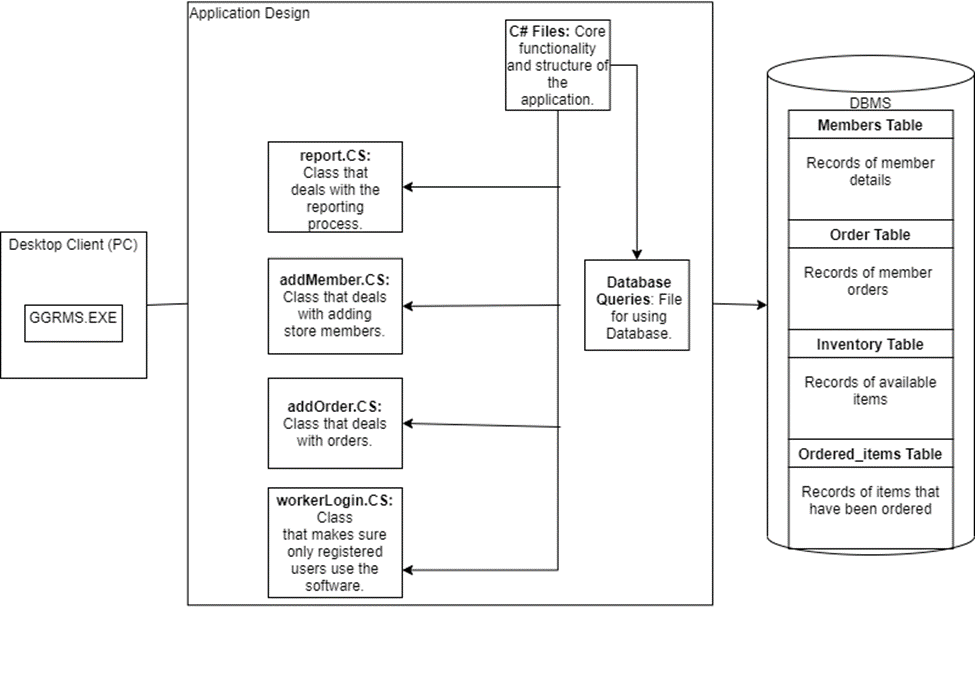 Application Design
C# Files: Core
functionality
and structure of
the
application.
report.CS:
Class that
deals with the
reporting
process.
addMember.CS:
Class that deals
with adding
store members.
addOrder.CS:
Class that deals
with orders.
workerLogin.CS:
Class
that makes sure
only registered
users use the
software.
Desktop Client (PC)
GGRMS.EXE
Database
Queries: File
for using
Database.
DBMS
Members Table
Records of member
details
Order Table
Records of member
orders
Inventory Table
Records of available
items
Ordered_items Table
Records of items that
have been ordered